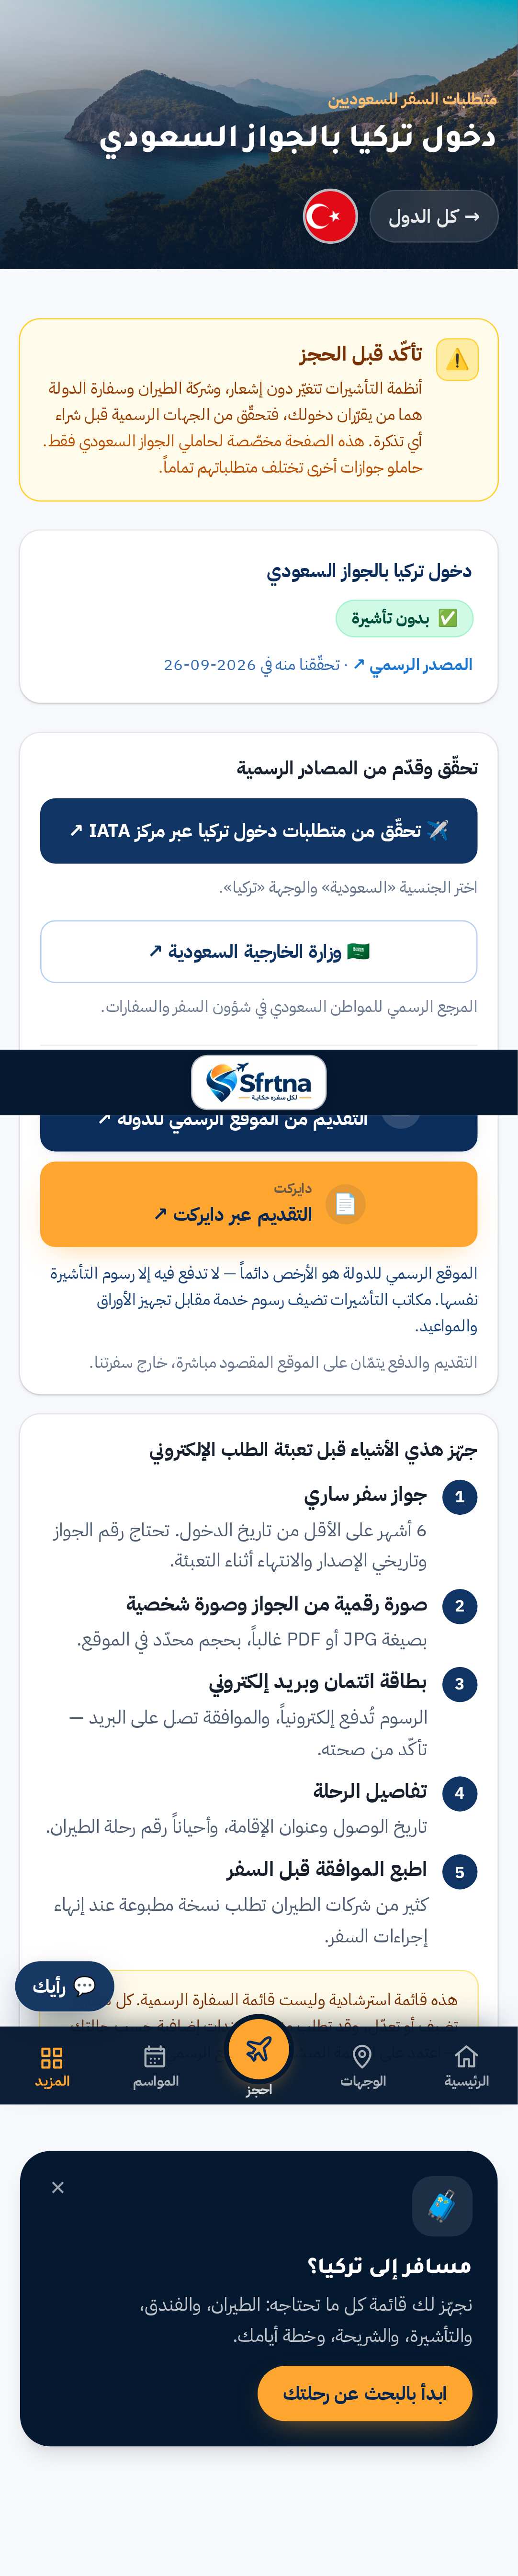 متطلبات السفر للسعوديين
دخول تركيا بالجواز السعودي
→ كل الدول
تأكّد قبل الحجز
أنظمة التأشيرات تتغيّر دون إشعار، وشركة الطيران وسفارة الدولة
هما من يقرّران دخولك، فتحقّق من الجهات الرسمية قبل شراء
أي تذكرة. هذه الصفحة مخصّصة لحاملي الجواز السعودي فقط.
حاملو جوازات أخرى تختلف متطلباتهم تماماً.
دخول تركيا بالجواز السعودي
✅ بدون تأشيرة
المصدر الرسمي ↗ · تحقّقنا منه في 2026-09-26
تحقّق وقدّم من المصادر الرسمية
✈️ تحقّق من متطلبات دخول تركيا عبر مركز IATA ↗
اختر الجنسية «السعودية» والوجهة «تركيا».
🇸🇦 وزارة الخارجية السعودية ↗
المرجع الرسمي للمواطن السعودي في شؤون السفر والسفارات.
Sfrtna
لكل سفره حكاية
التقديم من الموقع الرسمي للدولة ↗
دايركت
التقديم عبر دايركت ↗
الموقع الرسمي للدولة هو الأرخص دائماً — لا تدفع فيه إلا رسوم التأشيرة
نفسها. مكاتب التأشيرات تضيف رسوم خدمة مقابل تجهيز الأوراق
والمواعيد.
التقديم والدفع يتمّان على الموقع المقصود مباشرة، خارج سفرتنا.
جهّز هذي الأشياء قبل تعبئة الطلب الإلكتروني
1 جواز سفر ساري
6 أشهر على الأقل من تاريخ الدخول. تحتاج رقم الجواز
وتاريخي الإصدار والانتهاء أثناء التعبئة.
2 صورة رقمية من الجواز وصورة شخصية
بصيغة JPG أو PDF غالباً، بحجم محدّد في الموقع.
3 بطاقة ائتمان وبريد إلكتروني
الرسوم تُدفع إلكترونياً، والموافقة تصل على البريد —
تأكّد من صحته.
4 تفاصيل الرحلة
تاريخ الوصول وعنوان الإقامة، وأحياناً رقم رحلة الطيران.
5 اطبع الموافقة قبل السفر
كثير من شركات الطيران تطلب نسخة مطبوعة عند إنهاء
إجراءات السفر.
هذه قائمة استرشادية وليست قائمة السفارة الرسمية. كل
💬 رأيك
الرئيسية
الوجهات
احجز
المواسم
المزيد
×
مسافر إلى تركيا؟
نجهّز لك قائمة كل ما تحتاجه: الطيران، والفندق،
والتأشيرة، والشريحة، وخطة أيامك.
ابدأ بالبحث عن رحلتك